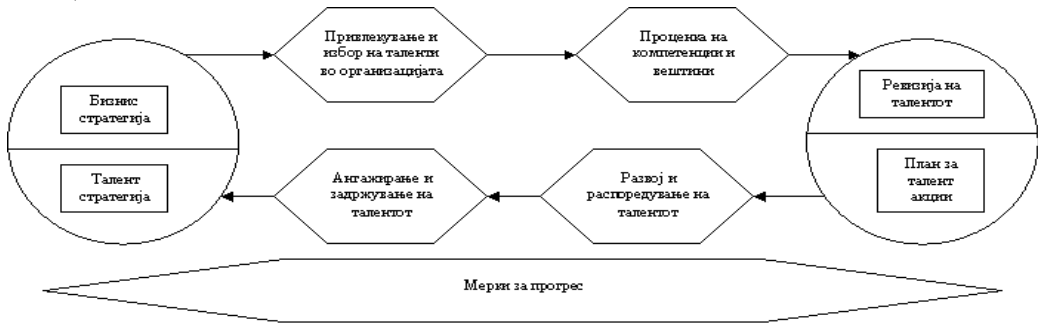 Привлекување и
избор на таленти
во организацијата
Проценка на
компетенции и
вештини
Бизнис
стратегија
Ревизија на
талентот
Талент
стратегија
Ангажирање и
задржување на
талентот
Развој и
распоредување на
талентот
План за
талент
акции
Мерки за прогрес